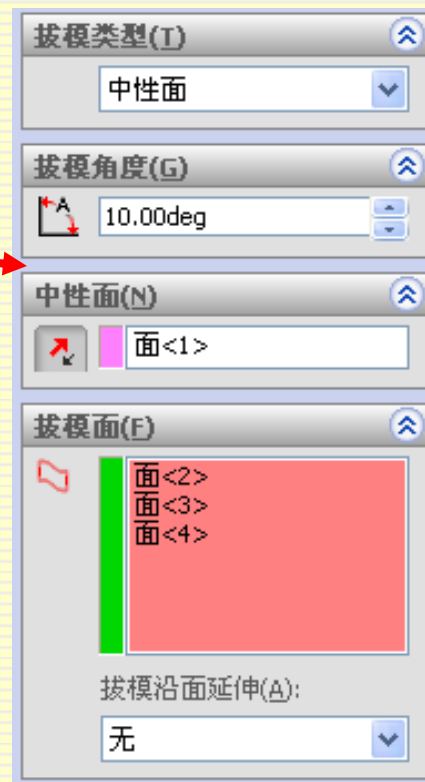 拔模类型(T)
中性面
拔模角度(G)
A
10.00deg
中性面(N)
面<1>
拔模面(F)
面<2>
面<3>
面<4>
拔模沿面延伸(A):
无